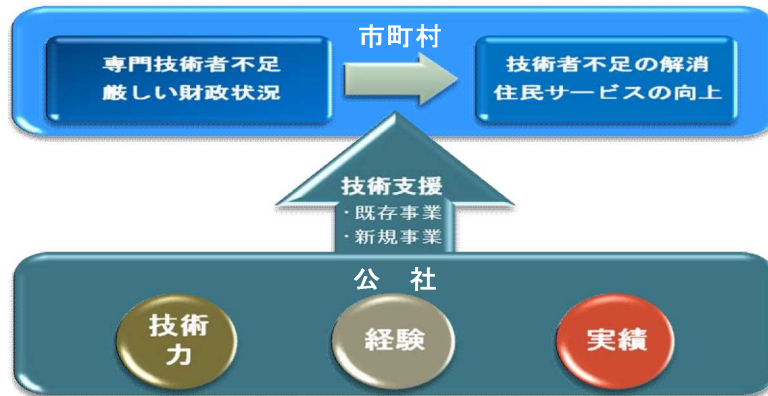 市町村
専門技術者不足
厳しい財政状況
技術者不足の解消
住民サービスの向上
技術支援
・既存事業
・新規事業
公　社
技術
力
経験
実績